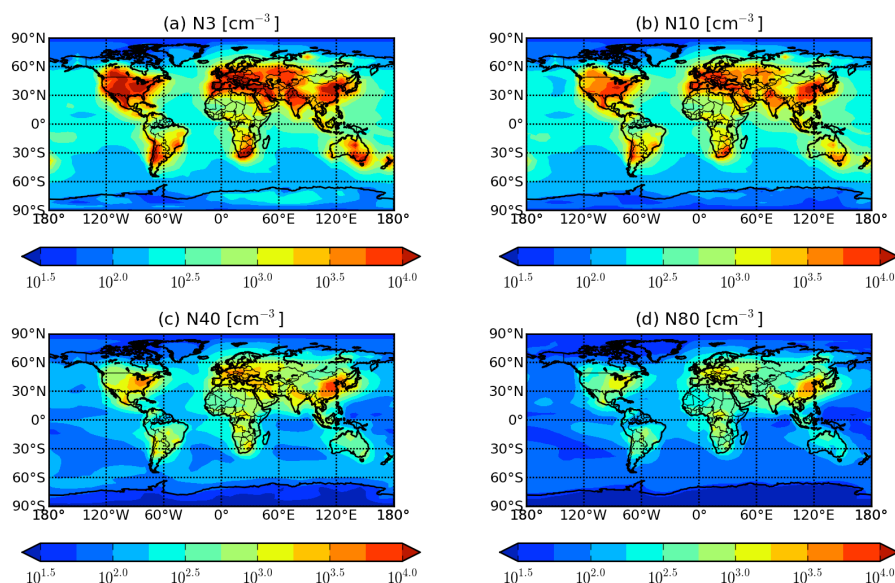 (a) N3 [cm⁻³]
(b) N10 [cm⁻³]
90°N 90°N
60°N 60°N
30°N 30°N
0° 0°
30°S 30°S
60°S 60°S
90°S 90°S
180° 120°W 60°W 0° 60°E 120°E 180° 180° 120°W 60°W 0° 60°E 120°E 180°
10^1.5 10^2.0 10^2.5 10^3.0 10^3.5 10^4.0 10^1.5 10^2.0 10^2.5 10^3.0 10^3.5 10^4.0
(c) N40 [cm⁻³]
(d) N80 [cm⁻³]
90°N 90°N
60°N 60°N
30°N 30°N
0° 0°
30°S 30°S
60°S 60°S
90°S 90°S
180° 120°W 60°W 0° 60°E 120°E 180° 180° 120°W 60°W 0° 60°E 120°E 180°
10^1.5 10^2.0 10^2.5 10^3.0 10^3.5 10^4.0 10^1.5 10^2.0 10^2.5 10^3.0 10^3.5 10^4.0